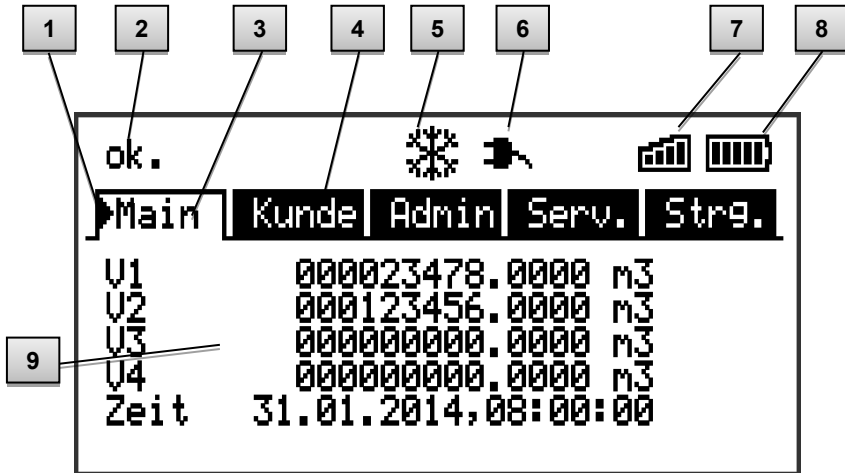 1 2 3 4 5 6 7 8
ok.
Main Kunde Admin Serv. Strg.
V1 000023478.0000 m3
V2 000123456.0000 m3
V3 000000000.0000 m3
9
V4 000000000.0000 m3
Zeit 31.01.2014,08:00:00